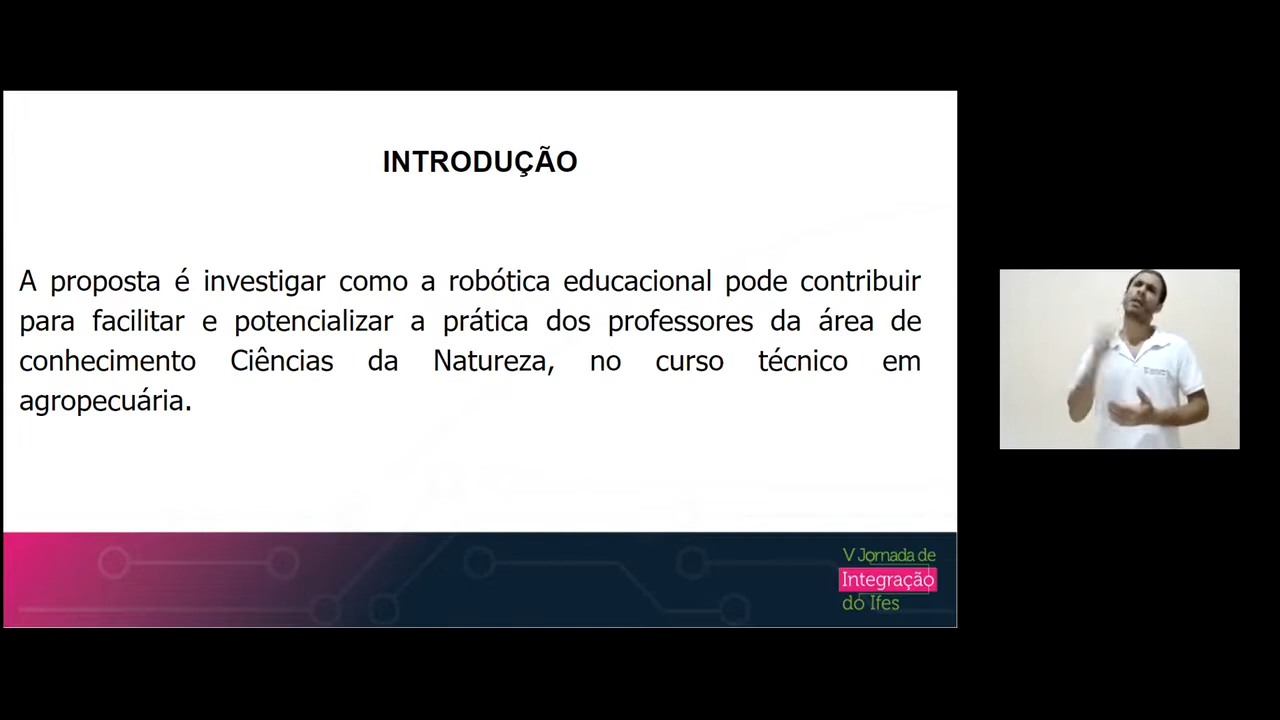 INTRODUÇÃO
A proposta é investigar como a robótica educacional pode contribuir
para facilitar e potencializar a prática dos professores da área de
conhecimento Ciências da Natureza, no curso técnico em
agropecuária.
V Jornada de
Integração
do Ifes